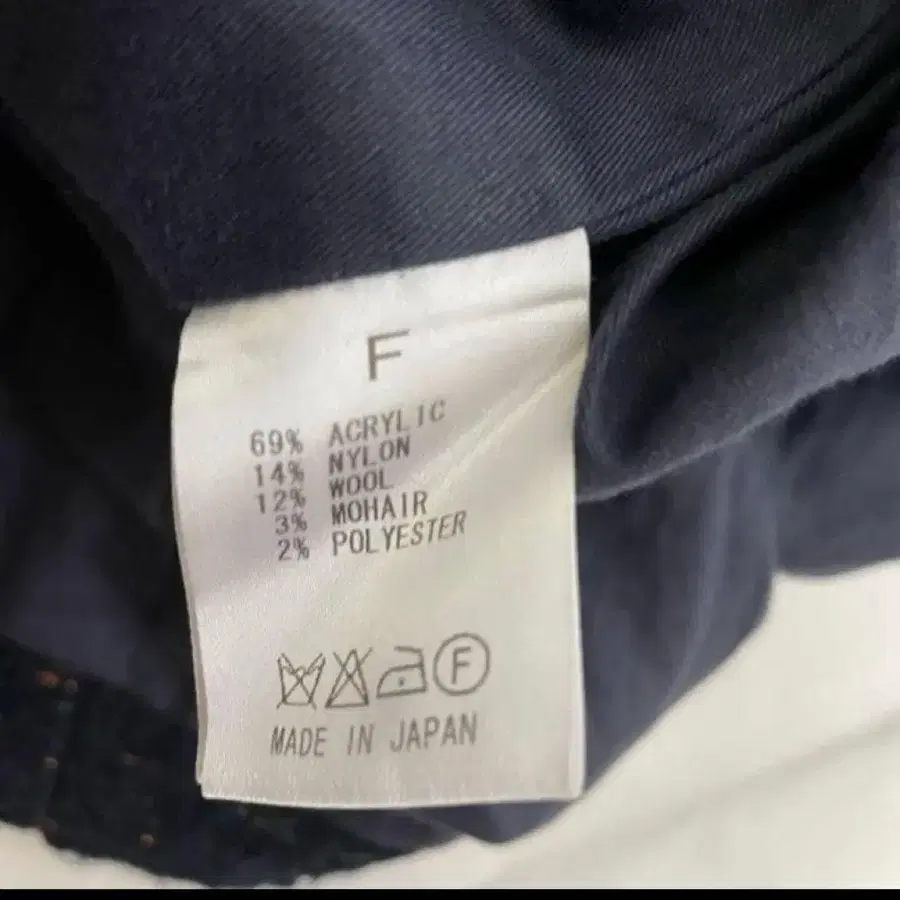 F
69% ACRYLIC
14% NYLON
12% WOOL
3% MOHAIR
2% POLYESTER
F
MADE IN JAPAN